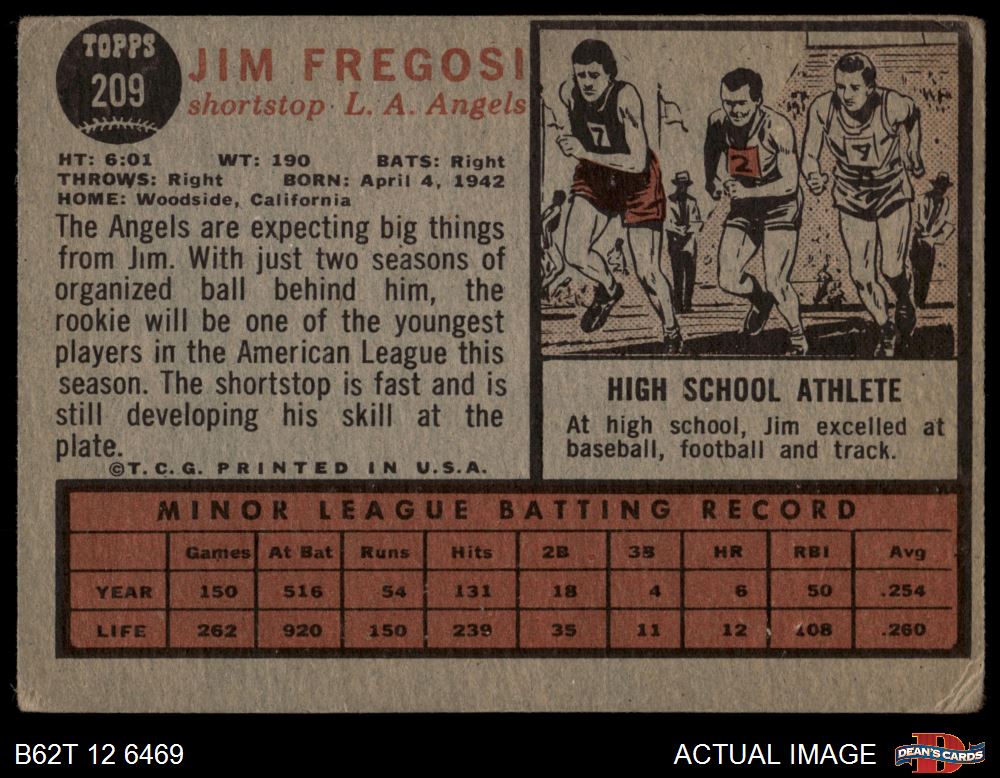 TOPPS
209
JIM FREGOSI
shortstop · L. A. Angels
HT: 6:01 WT: 190 BATS: Right
THROWS: Right BORN: April 4, 1942
HOME: Woodside, California
The Angels are expecting big things
from Jim. With just two seasons of
organized ball behind him, the
rookie will be one of the youngest
players in the American League this
season. The shortstop is fast and is
still developing his skill at the
plate.
©T. C. G. PRINTED IN U.S.A.
7
2
7
HIGH SCHOOL ATHLETE
At high school, Jim excelled at
baseball, football and track.
MINOR LEAGUE BATTING RECORD
Games At Bat Runs Hits 2B 3B HR RBI Avg
YEAR 150 516 54 131 18 4 6 50 .254
LIFE 262 920 150 239 35 11 12 108 .260
B62T 12 6469
ACTUAL IMAGE
DEAN'S CARDS